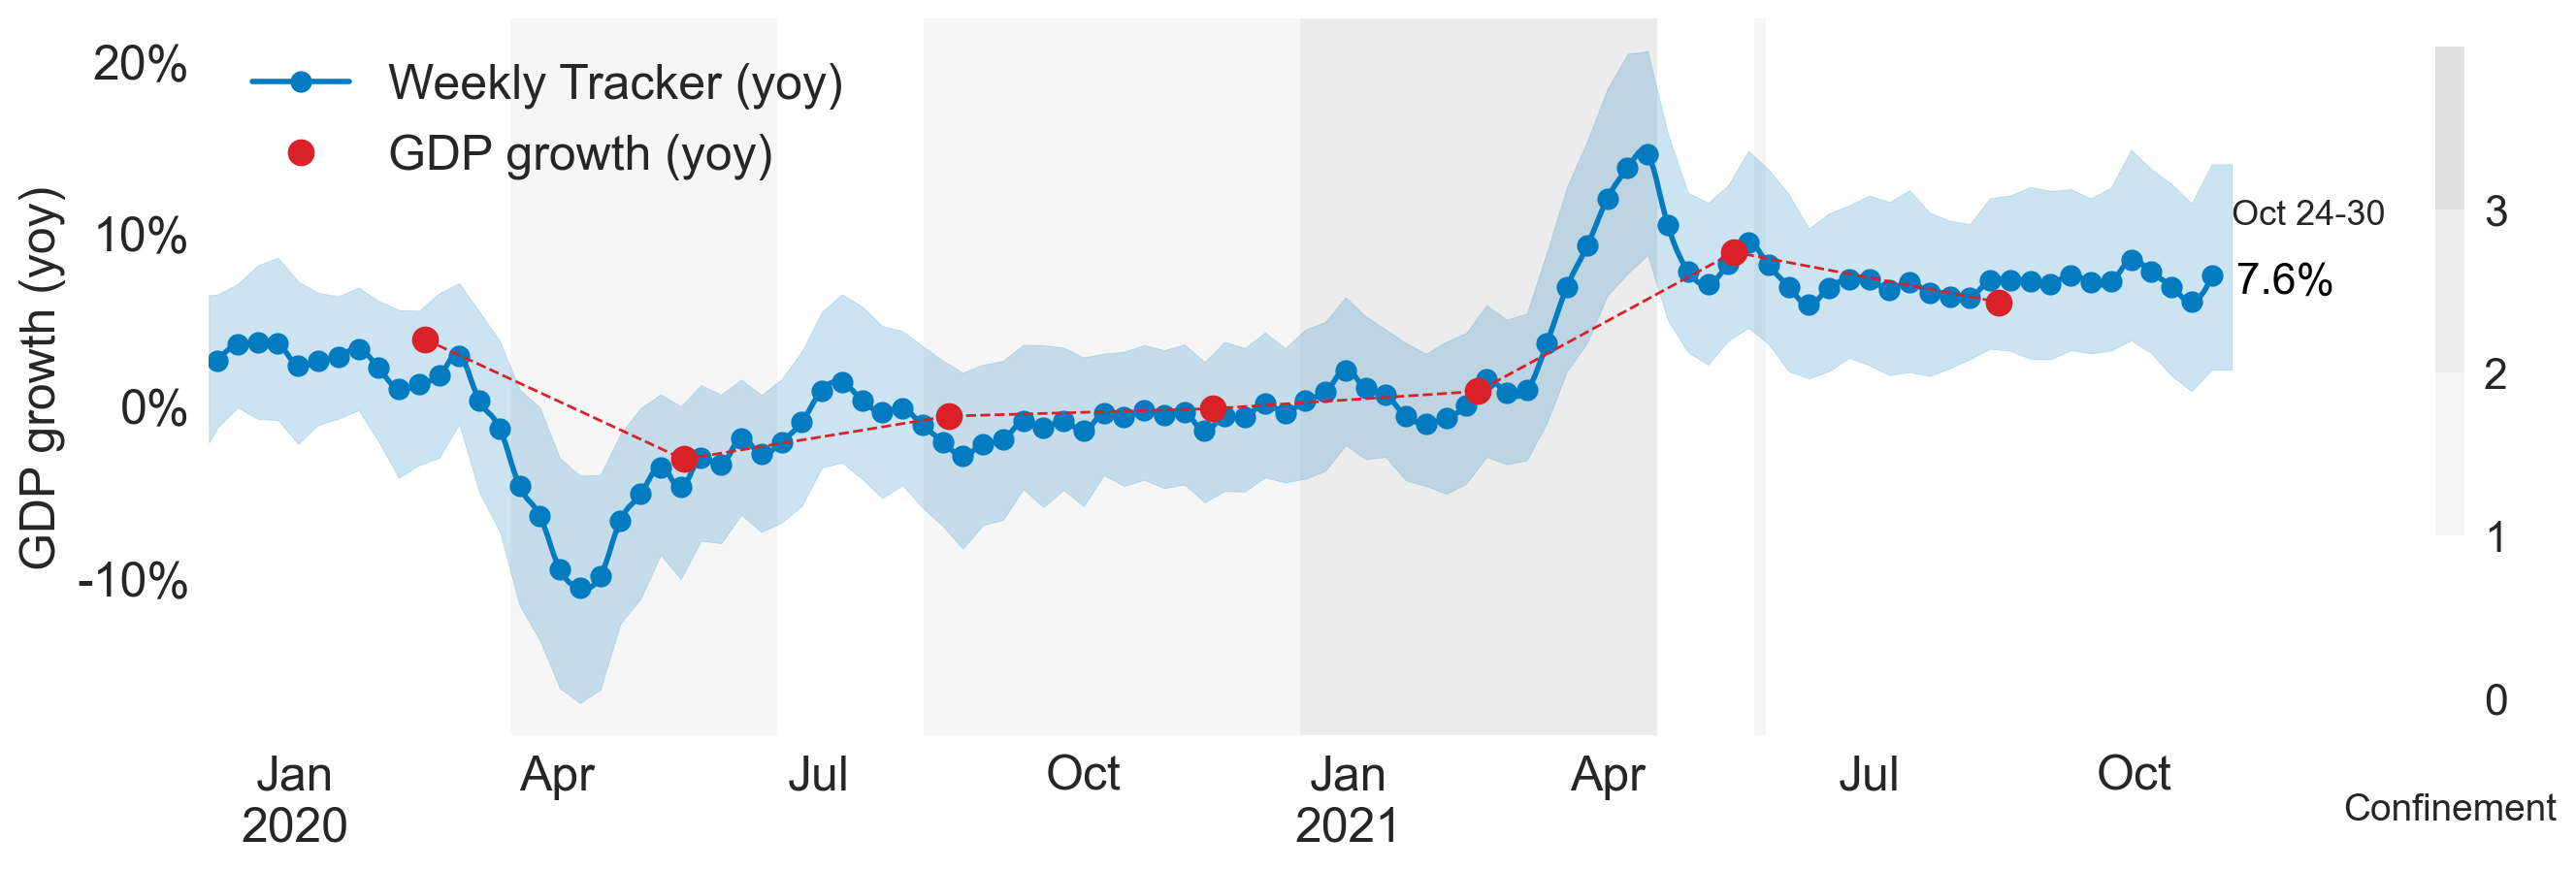 Weekly Tracker (yoy)
GDP growth (yoy)
GDP growth (yoy)
20%
10%
0%
-10%
Jan
2020
Apr
Jul
Oct
Jan
2021
Apr
Jul
Oct
Oct 24-30
7.6%
3
2
1
0
Confinement